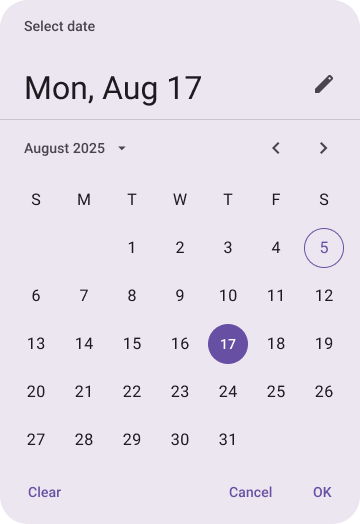 Select date
Mon, Aug 17
August 2025
S M T W T F S
1 2 3 4 5
6 7 8 9 10 11 12
13 14 15 16 17 18 19
20 21 22 23 24 25 26
27 28 29 30 31
Clear Cancel OK